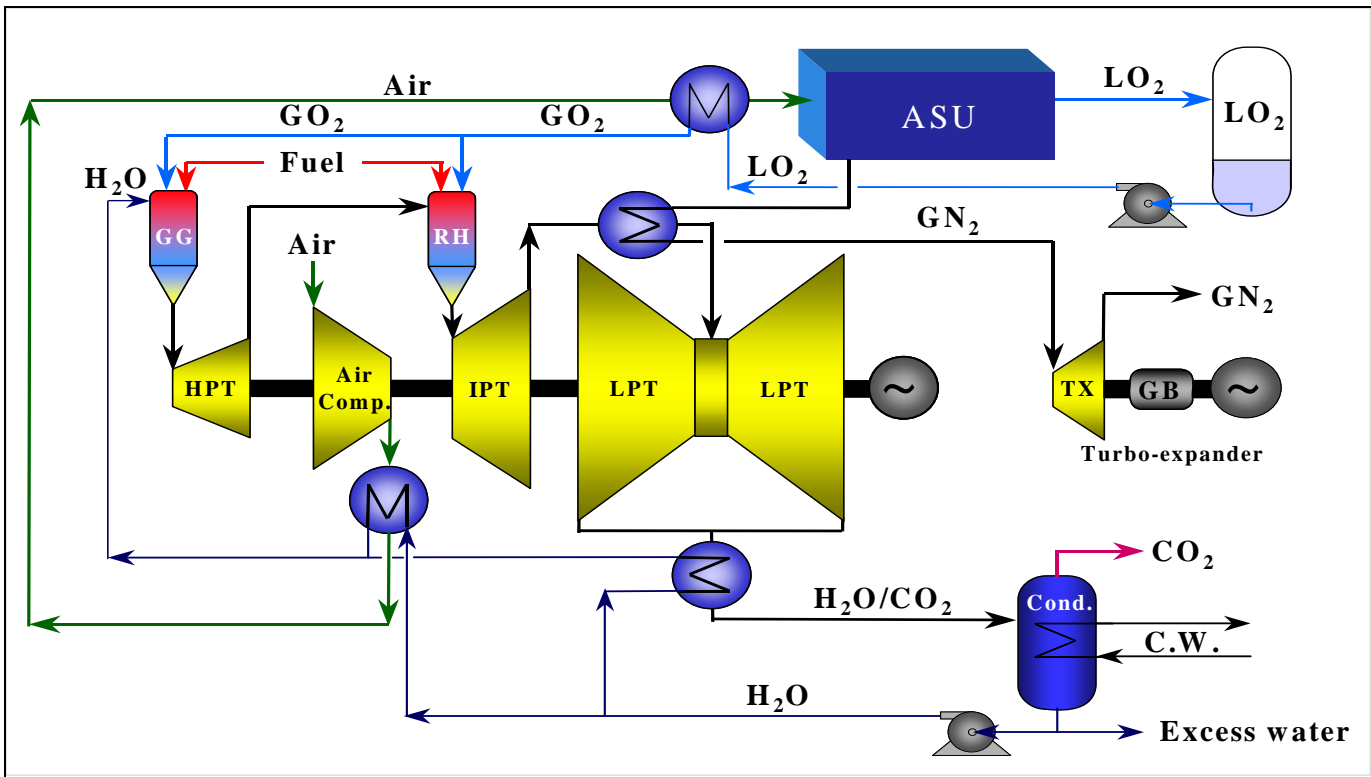 Air
ASU
LO₂
LO₂
GO₂
GO₂
Fuel
LO₂
H₂O
GG
RH
GN₂
Air
GN₂
HPT
Air
Comp.
IPT
LPT
LPT
~
TX
GB
~
Turbo-expander
CO₂
H₂O/CO₂
Cond.
C.W.
H₂O
Excess water